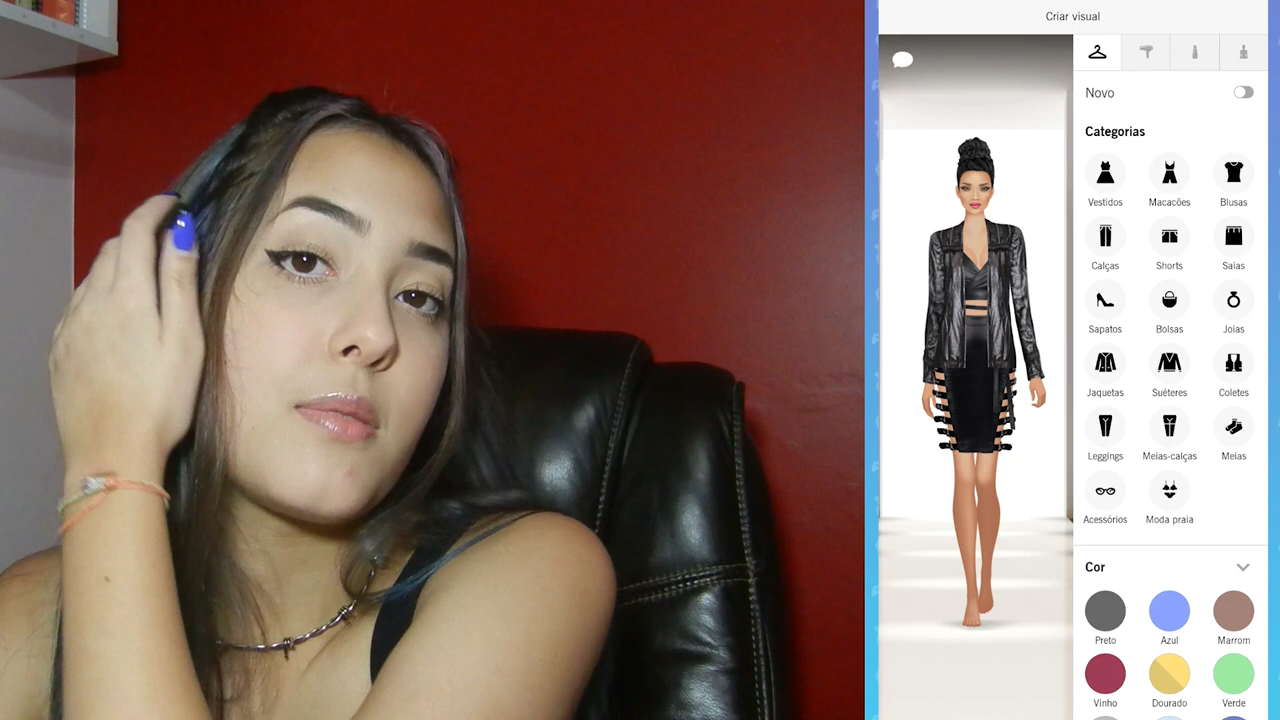 Criar visual
Novo
Categorias
Vestidos Macacões Blusas
Calças Shorts Saias
Sapatos Bolsas Joias
Jaquetas Suéteres Coletes
Leggings Meias-calças Meias
Acessórios Moda praia
Cor
Preto Azul Marrom
Vinho Dourado Verde